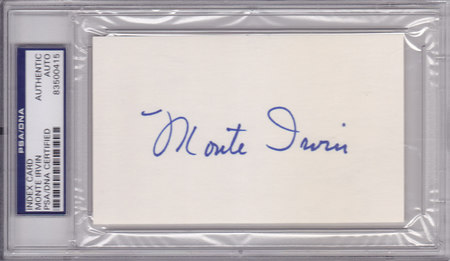 INDEX CARD
MONTE IRVIN
PSA/DNA CERTIFIED
PSA/DNA
AUTHENTIC
AUTO
83500415
Monte Irvin